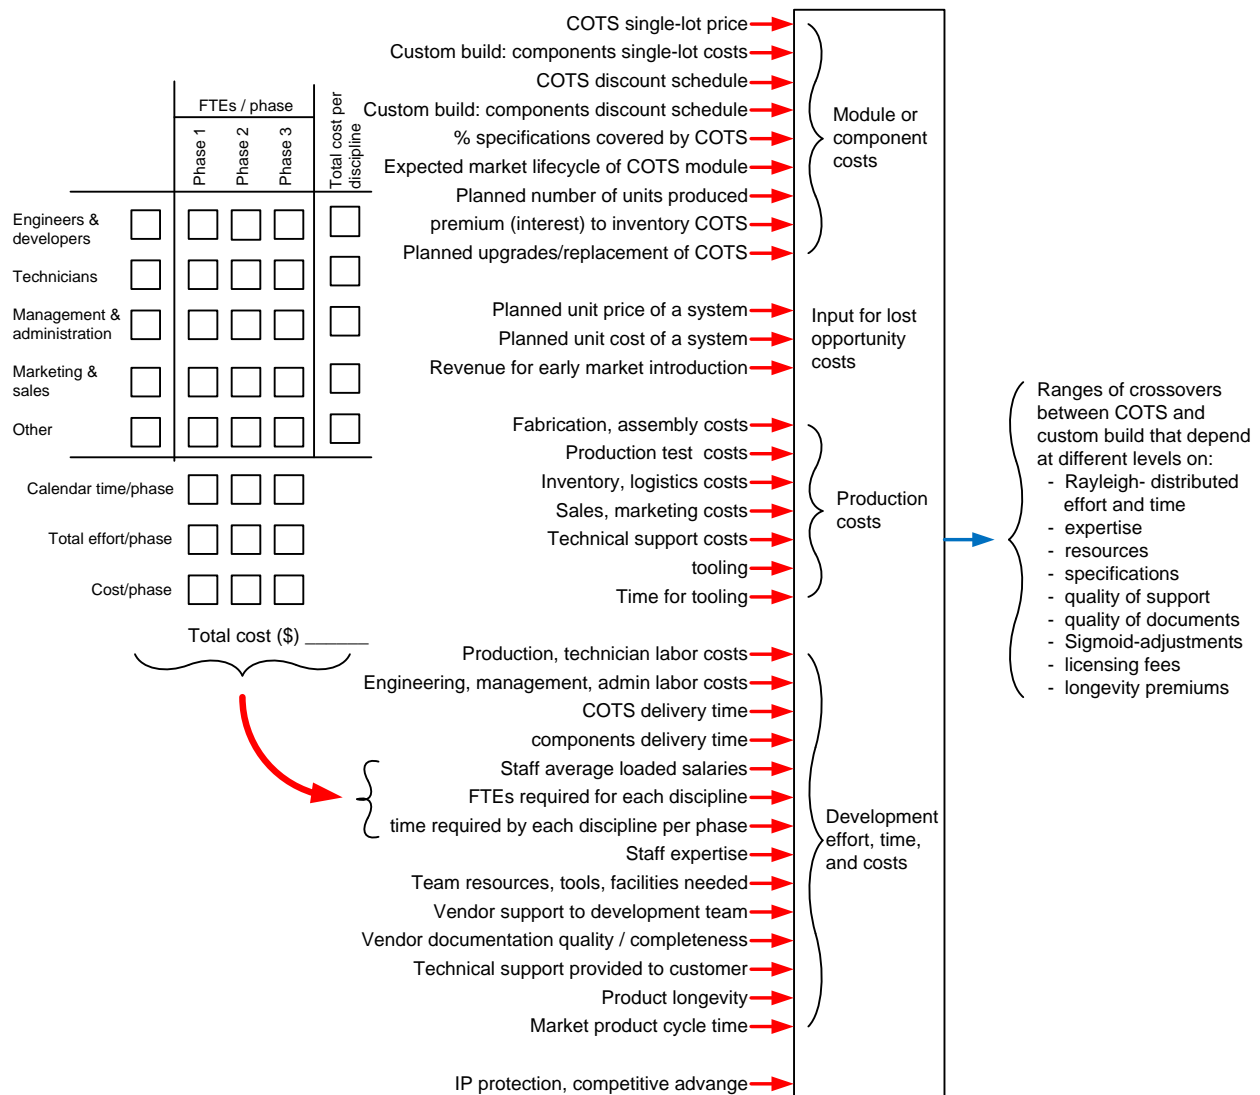 FTEs / phase
Phase 1
Phase 2
Phase 3
Total cost per
discipline
Engineers &
developers
Technicians
Management &
administration
Marketing &
sales
Other
Calendar time/phase
Total effort/phase
Cost/phase
Total cost ($) ______
COTS single-lot price
Custom build: components single-lot costs
COTS discount schedule
Custom build: components discount schedule
% specifications covered by COTS
Expected market lifecycle of COTS module
Planned number of units produced
premium (interest) to inventory COTS
Planned upgrades/replacement of COTS
Module or
component
costs
Planned unit price of a system
Planned unit cost of a system
Revenue for early market introduction
Input for lost
opportunity
costs
Fabrication, assembly costs
Production test costs
Inventory, logistics costs
Sales, marketing costs
Technical support costs
tooling
Time for tooling
Production
costs
Production, technician labor costs
Engineering, management, admin labor costs
COTS delivery time
components delivery time
Staff average loaded salaries
FTEs required for each discipline
time required by each discipline per phase
Staff expertise
Team resources, tools, facilities needed
Vendor support to development team
Vendor documentation quality / completeness
Technical support provided to customer
Product longevity
Market product cycle time
Development
effort, time,
and costs
IP protection, competitive advange
Ranges of crossovers
between COTS and
custom build that depend
at different levels on:
- Rayleigh- distributed
effort and time
- expertise
- resources
- specifications
- quality of support
- quality of documents
- Sigmoid-adjustments
- licensing fees
- longevity premiums